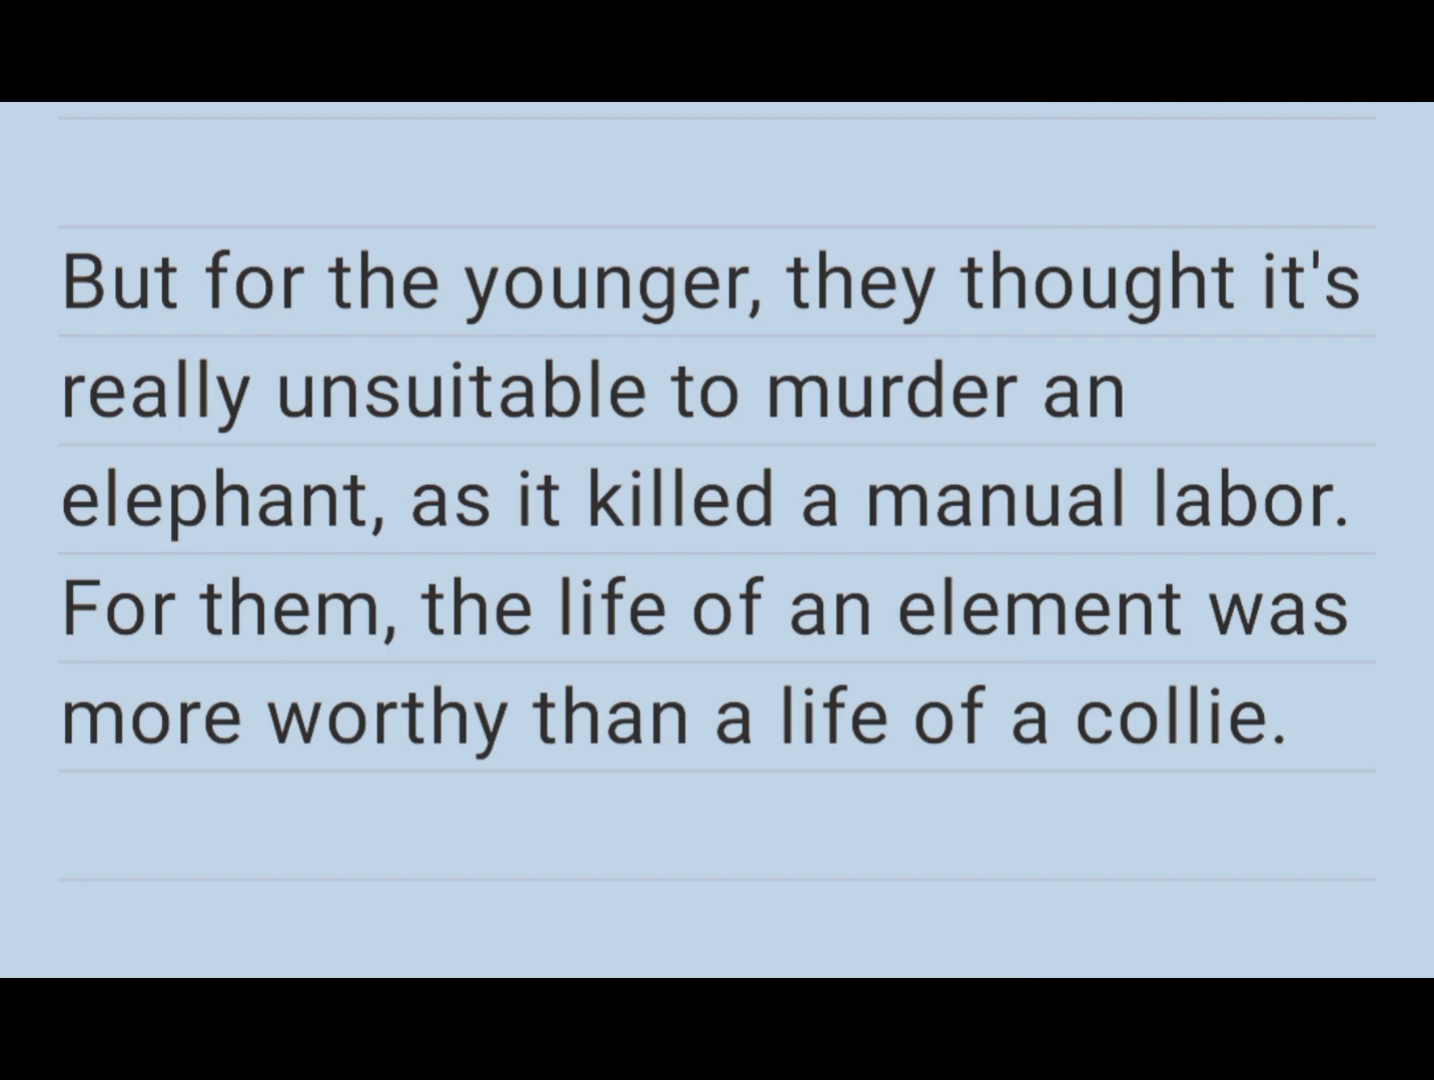 But for the younger, they thought it's
really unsuitable to murder an
elephant, as it killed a manual labor.
For them, the life of an element was
more worthy than a life of a collie.